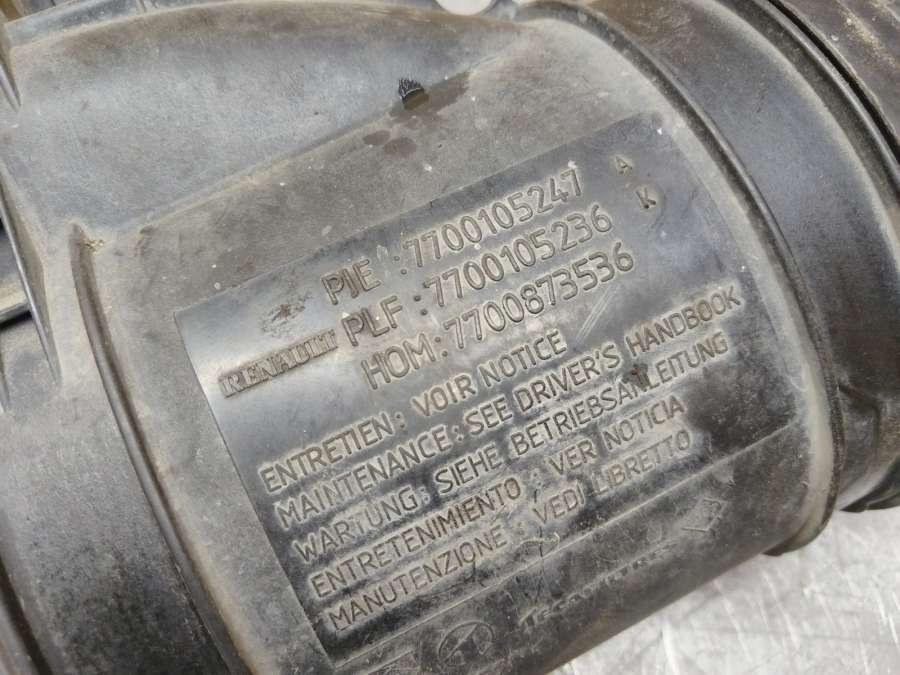 PIE : 7700105247 A
RENAULT PLF : 7700105236 K
HOM : 7700873536
ENTRETIEN : VOIR NOTICE
MAINTENANCE : SEE DRIVER'S HANDBOOK
WARTUNG : SIEHE BETRIEBSANLEITUNG
ENTRETENIMIENTO : VER NOTICIA
MANUTENZIONE : VEDI LIBRETTO